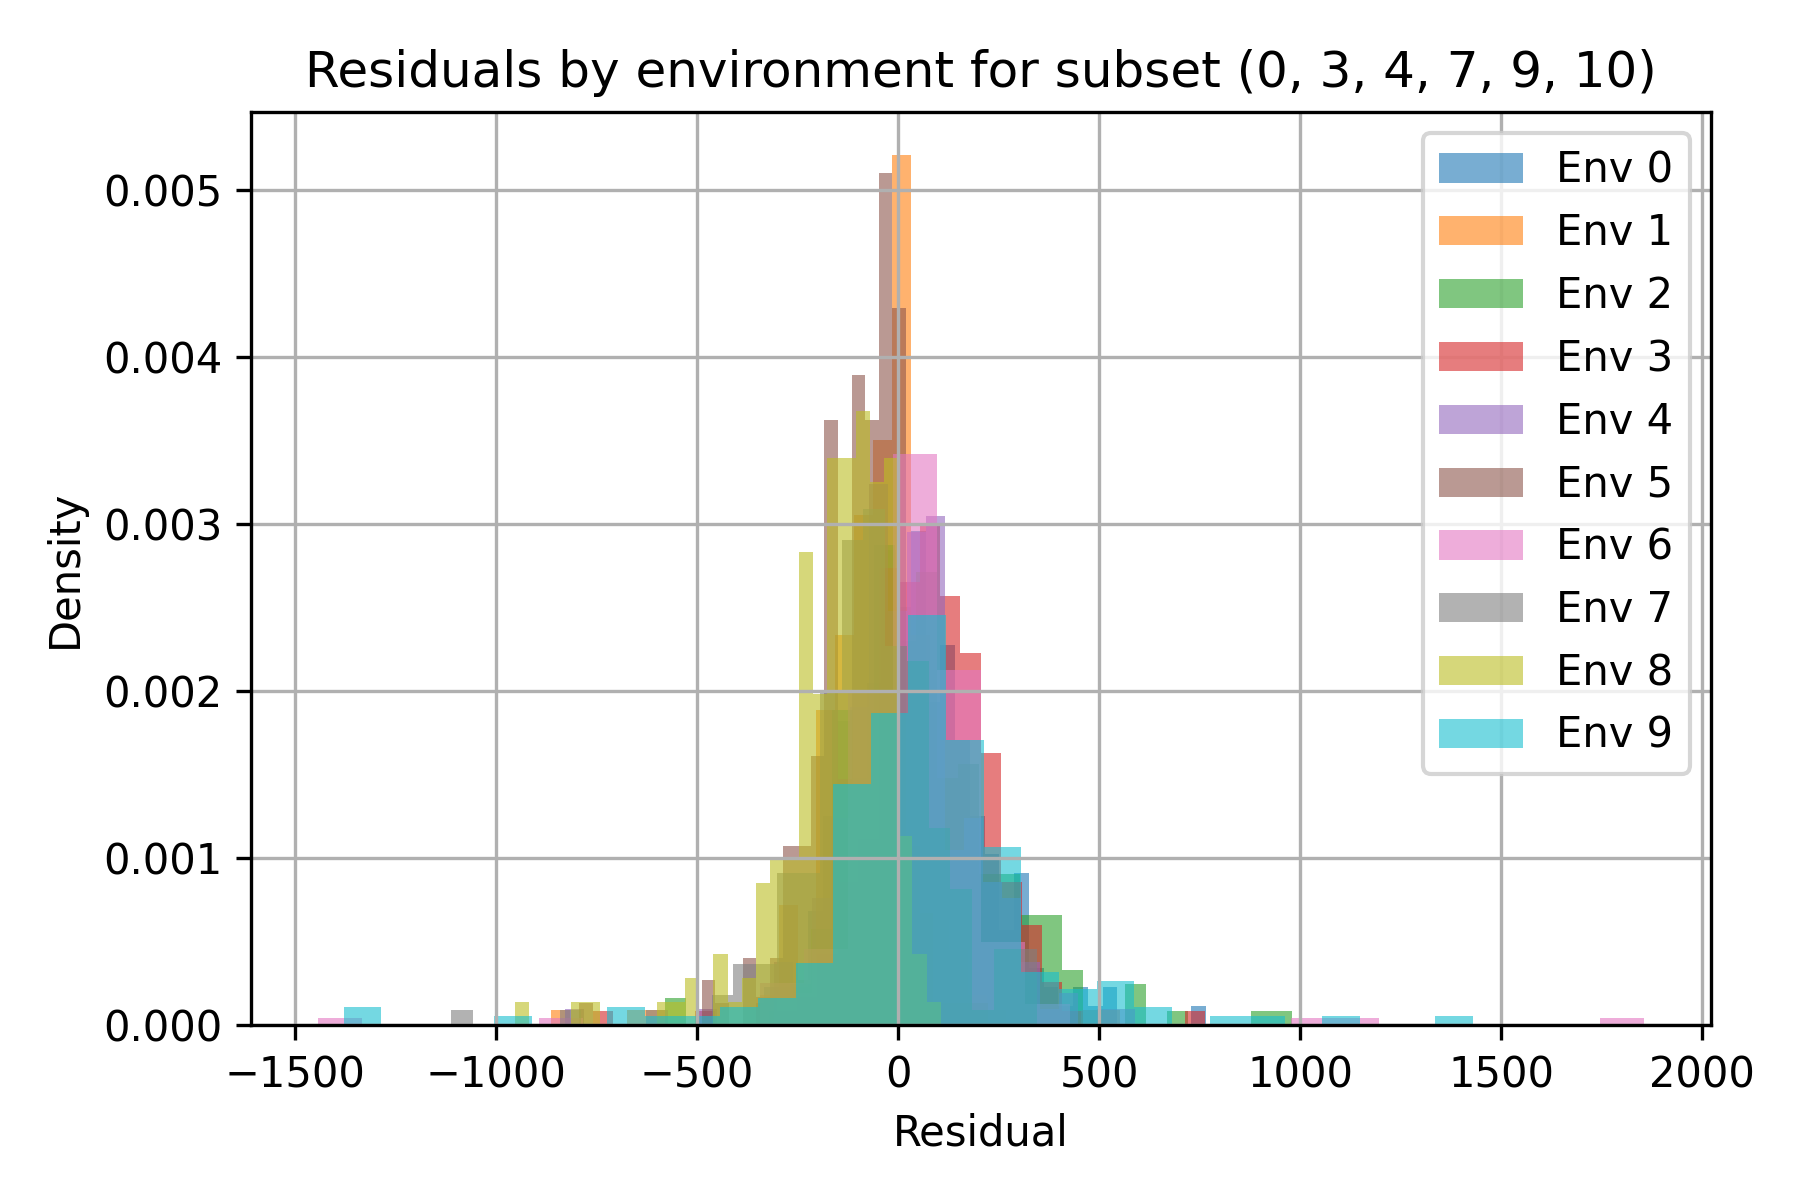 Residuals by environment for subset (0, 3, 4, 7, 9, 10)
Density
0.005
0.004
0.003
0.002
0.001
0.000
−1500
−1000
−500
0
500
1000
1500
2000
Residual
Env 0
Env 1
Env 2
Env 3
Env 4
Env 5
Env 6
Env 7
Env 8
Env 9